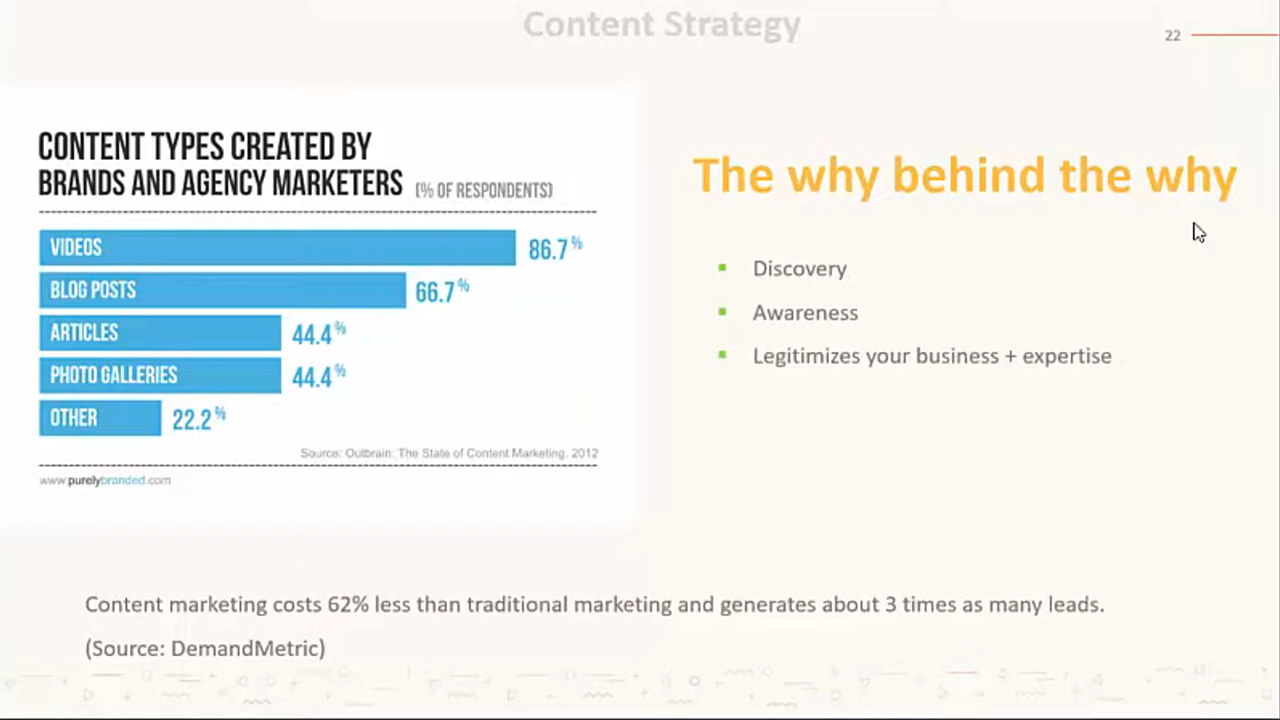 Content Strategy
22
CONTENT TYPES CREATED BY
BRANDS AND AGENCY MARKETERS (% OF RESPONDENTS)
VIDEOS 86.7%
BLOG POSTS 66.7%
ARTICLES 44.4%
PHOTO GALLERIES 44.4%
OTHER 22.2%
Source: Outbrain: The State of Content Marketing. 2012
www.purelybranded.com
The why behind the why
Discovery
Awareness
Legitimizes your business + expertise
Content marketing costs 62% less than traditional marketing and generates about 3 times as many leads.
(Source: DemandMetric)